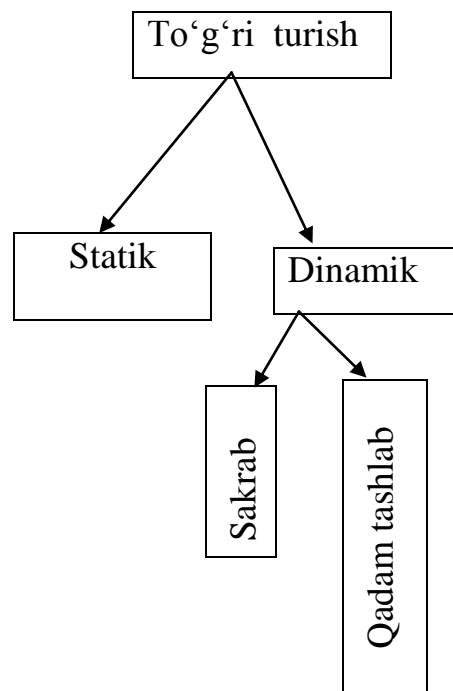 To‘g‘ri turish
Statik
Dinamik
Sakrab
Qadam tashlab